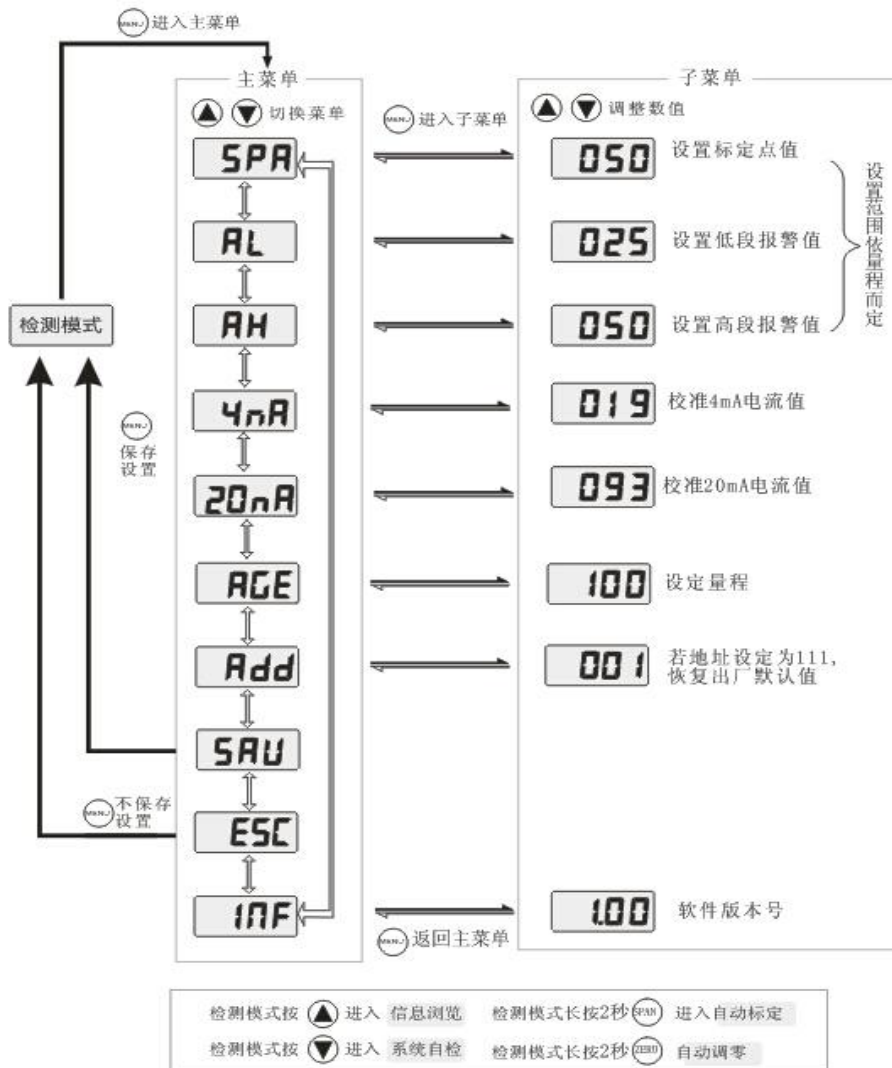 MENU 进入主菜单
主菜单
▲ ▼ 切换菜单
MENU 进入子菜单
子菜单
▲ ▼ 调整数值
SPA
050 设置标定点值
AL
025 设置低段报警值
设置范围依量程而定
检测模式
AH
050 设置高段报警值
4nA
019 校准4mA电流值
MENU
保存
设置
20nA
093 校准20mA电流值
AGE
100 设定量程
Add
001 若地址设定为111,
恢复出厂默认值
SAU
MENU 不保存
设置
ESC
INF
1.00 软件版本号
MENU 返回主菜单
检测模式按 ▲ 进入 信息浏览 检测模式长按2秒 SPAN 进入自动标定
检测模式按 ▼ 进入 系统自检 检测模式长按2秒 ZERO 自动调零